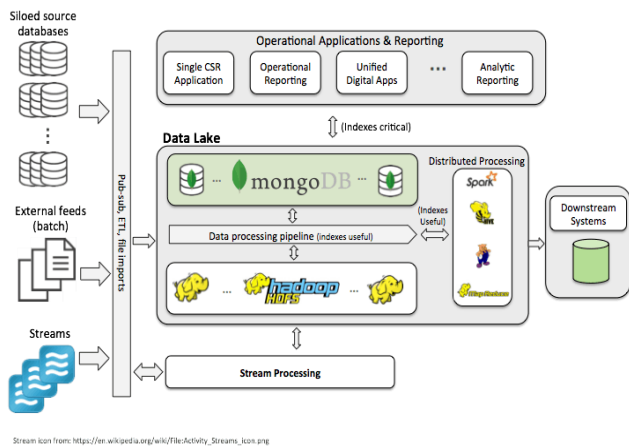 Siloed source
databases
External feeds
(batch)
Streams
Pub-sub, ETL, file imports
Operational Applications & Reporting
Single CSR
Application
Operational
Reporting
Unified
Digital Apps
...
Analytic
Reporting
(Indexes critical)
Data Lake
... mongoDB ...
Data processing pipeline (indexes useful)
... hadoop ...
HDFS
(Indexes
Useful)
Distributed Processing
Spark
HIVE
MapReduce
Downstream
Systems
Stream Processing
Stream icon from: https://en.wikipedia.org/wiki/File:Activity_Streams_icon.png